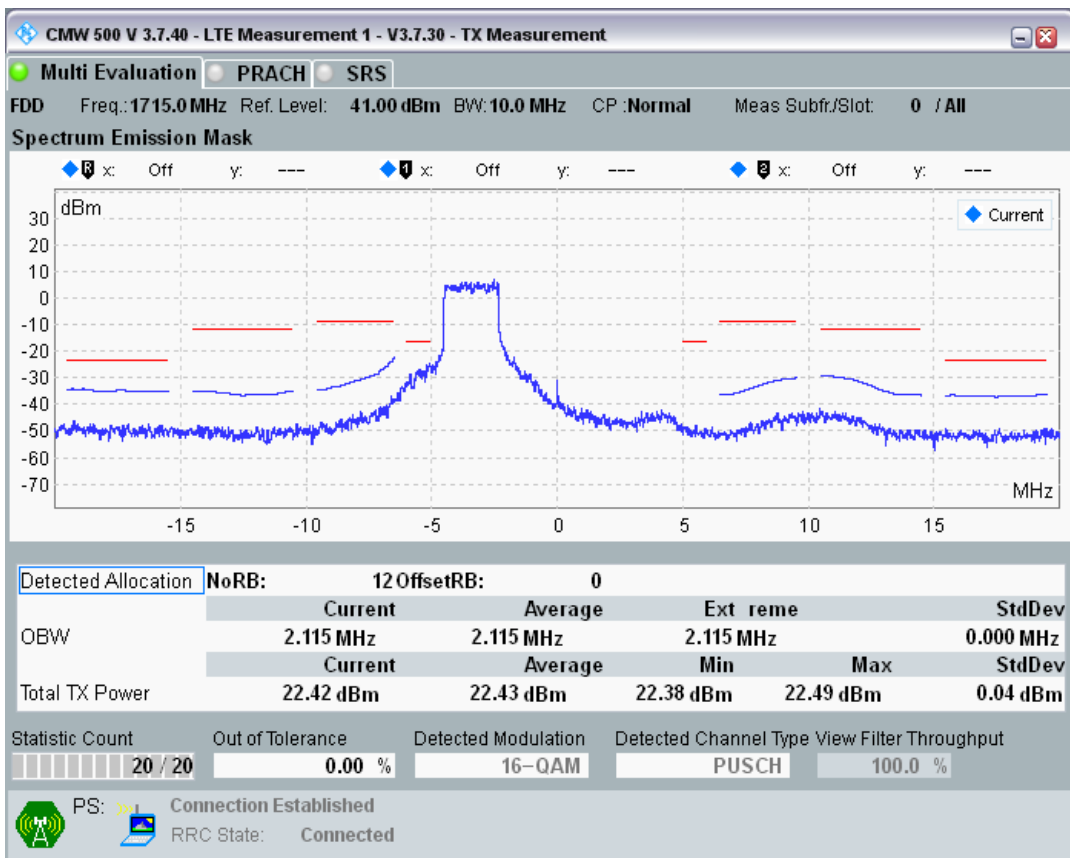 CMW 500 V 3.7.40 - LTE Measurement 1 - V3.7.30 - TX Measurement
Multi Evaluation PRACH SRS
FDD Freq.: 1715.0 MHz Ref. Level: 41.00 dBm BW: 10.0 MHz CP : Normal Meas Subfr./Slot: 0 / All
Spectrum Emission Mask
R x: Off y: --- 1 x: Off y: --- 2 x: Off y: ---
dBm
Current
30
20
10
0
-10
-20
-30
-40
-50
-60
-70
MHz
-15 -10 -5 0 5 10 15
Detected Allocation NoRB: 12 OffsetRB: 0
Current Average Ext reme StdDev
OBW 2.115 MHz 2.115 MHz 2.115 MHz 0.000 MHz
Current Average Min Max StdDev
Total TX Power 22.42 dBm 22.43 dBm 22.38 dBm 22.49 dBm 0.04 dBm
Statistic Count Out of Tolerance Detected Modulation Detected Channel Type View Filter Throughput
20 / 20 0.00 % 16-QAM PUSCH 100.0 %
PS: Connection Established
RRC State: Connected